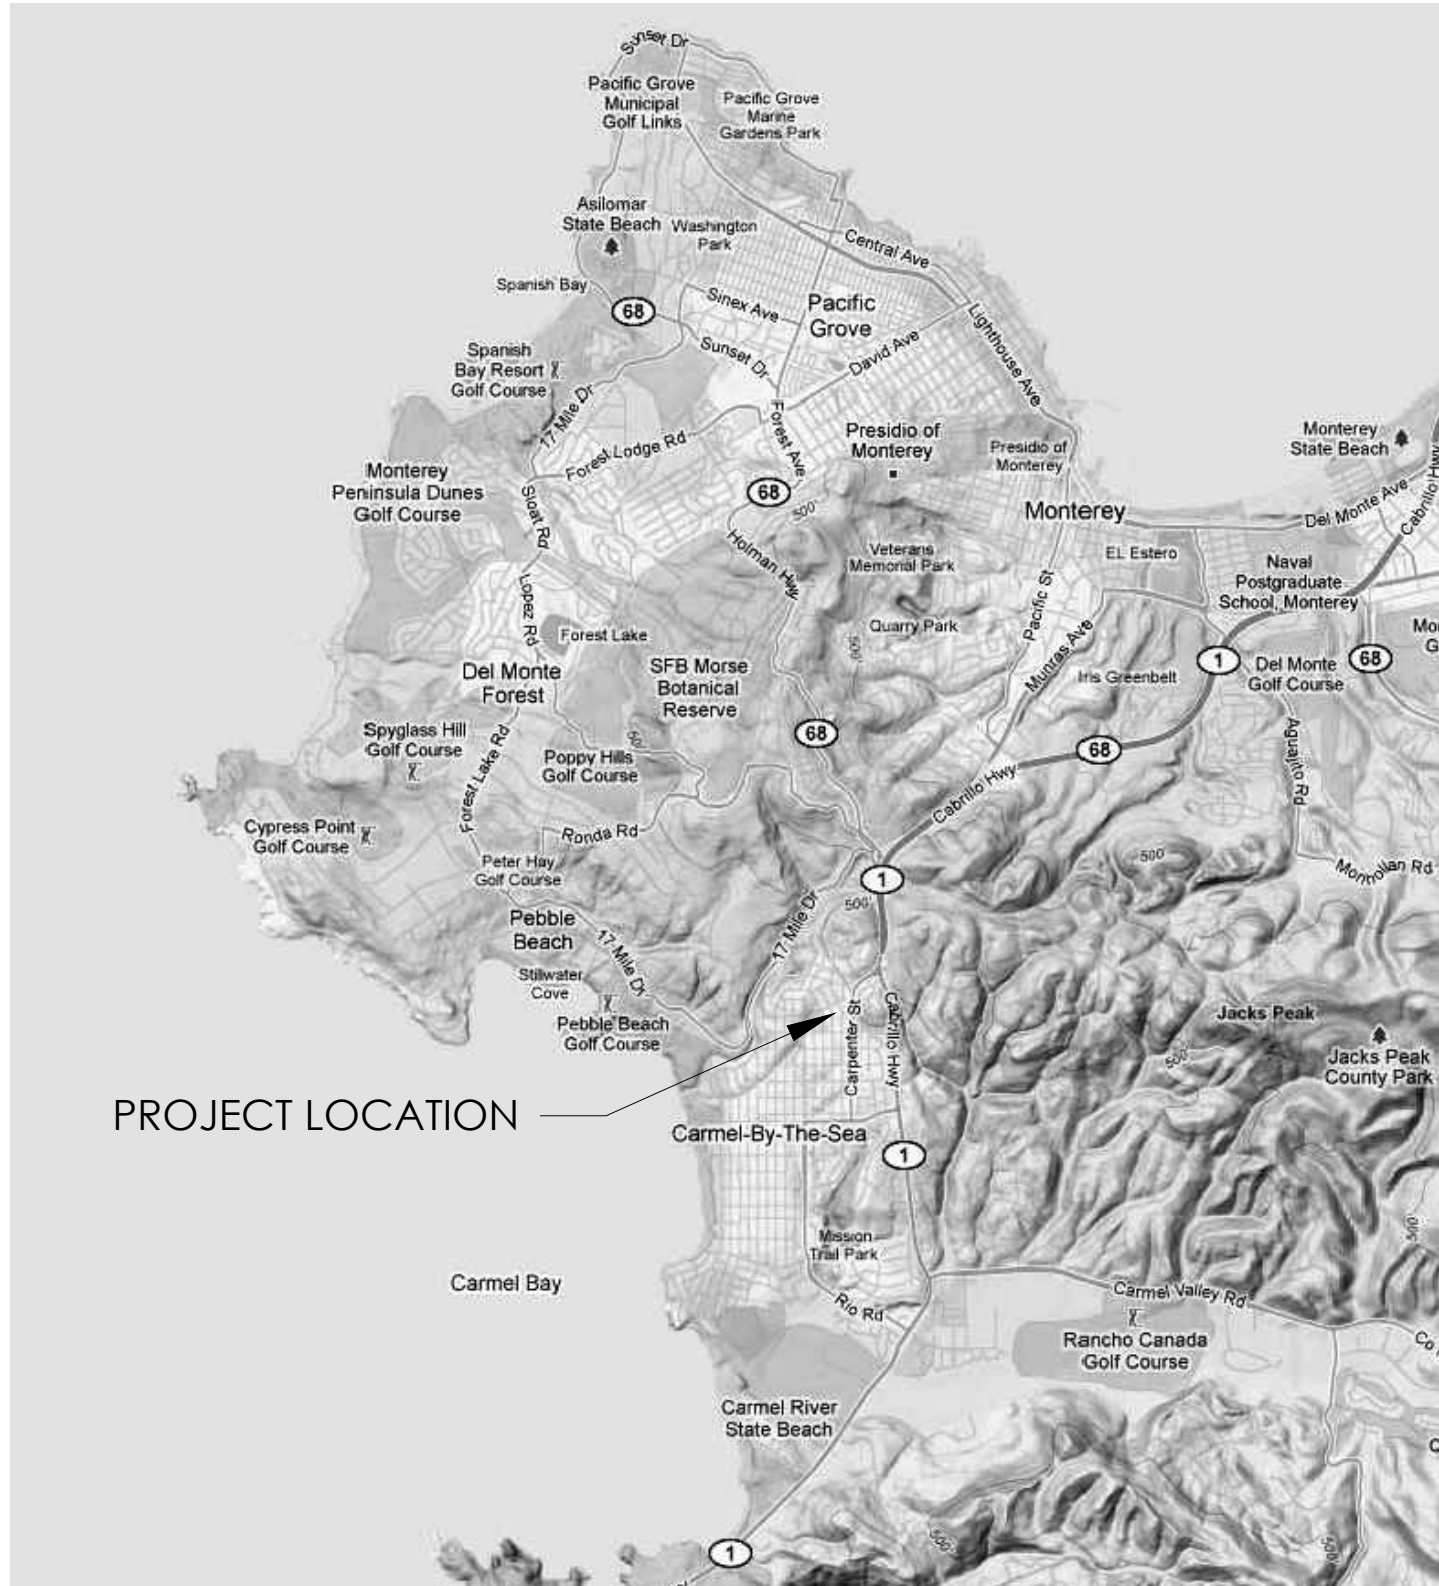 Sunset Dr
Pacific Grove
Municipal
Golf Links
Pacific Grove
Marine
Gardens Park
Asilomar
State Beach
Washington
Park
Central Ave
Spanish Bay
68
Sinex Ave
Pacific
Grove
Lighthouse Ave
Sunset Dr
David Ave
Spanish
Bay Resort
Golf Course
17 Mile Dr
Forest Ave
Forest Lodge Rd
Presidio of
Monterey
Presidio of
Monterey
Monterey
State Beach
Monterey
Peninsula Dunes
Golf Course
Sloat Rd
68
500'
Monterey
Del Monte Ave
Cabrillo Hwy
Holman Hwy
Veterans
Memorial Park
EL Estero
Naval
Postgraduate
School, Monterey
Lopez Rd
Forest Lake
Quarry Park
Pacific St
Munras Ave
500'
Del Monte
Forest
SFB Morse
Botanical
Reserve
Iris Greenbelt
1
Del Monte
Golf Course
68
Spyglass Hill
Golf Course
Forest Lake Rd
Poppy Hills
Golf Course
68
68
Cabrillo Hwy
Aguajito Rd
Cypress Point
Golf Course
Ronda Rd
Peter Hay
Golf Course
500
1
500'
Pebble
Beach
17 Mile Dr
17 Mile Dr
Stillwater
Cove
Pebble Beach
Golf Course
Carpenter St
Cabrillo Hwy
Jacks Peak
500'
Jacks Peak
County Park
PROJECT LOCATION
Carmel-By-The-Sea
1
Mission
Trail Park
500'
Carmel Bay
Rio Rd
Carmel Valley Rd
Rancho Canada
Golf Course
Carmel River
State Beach
500'
500'
1